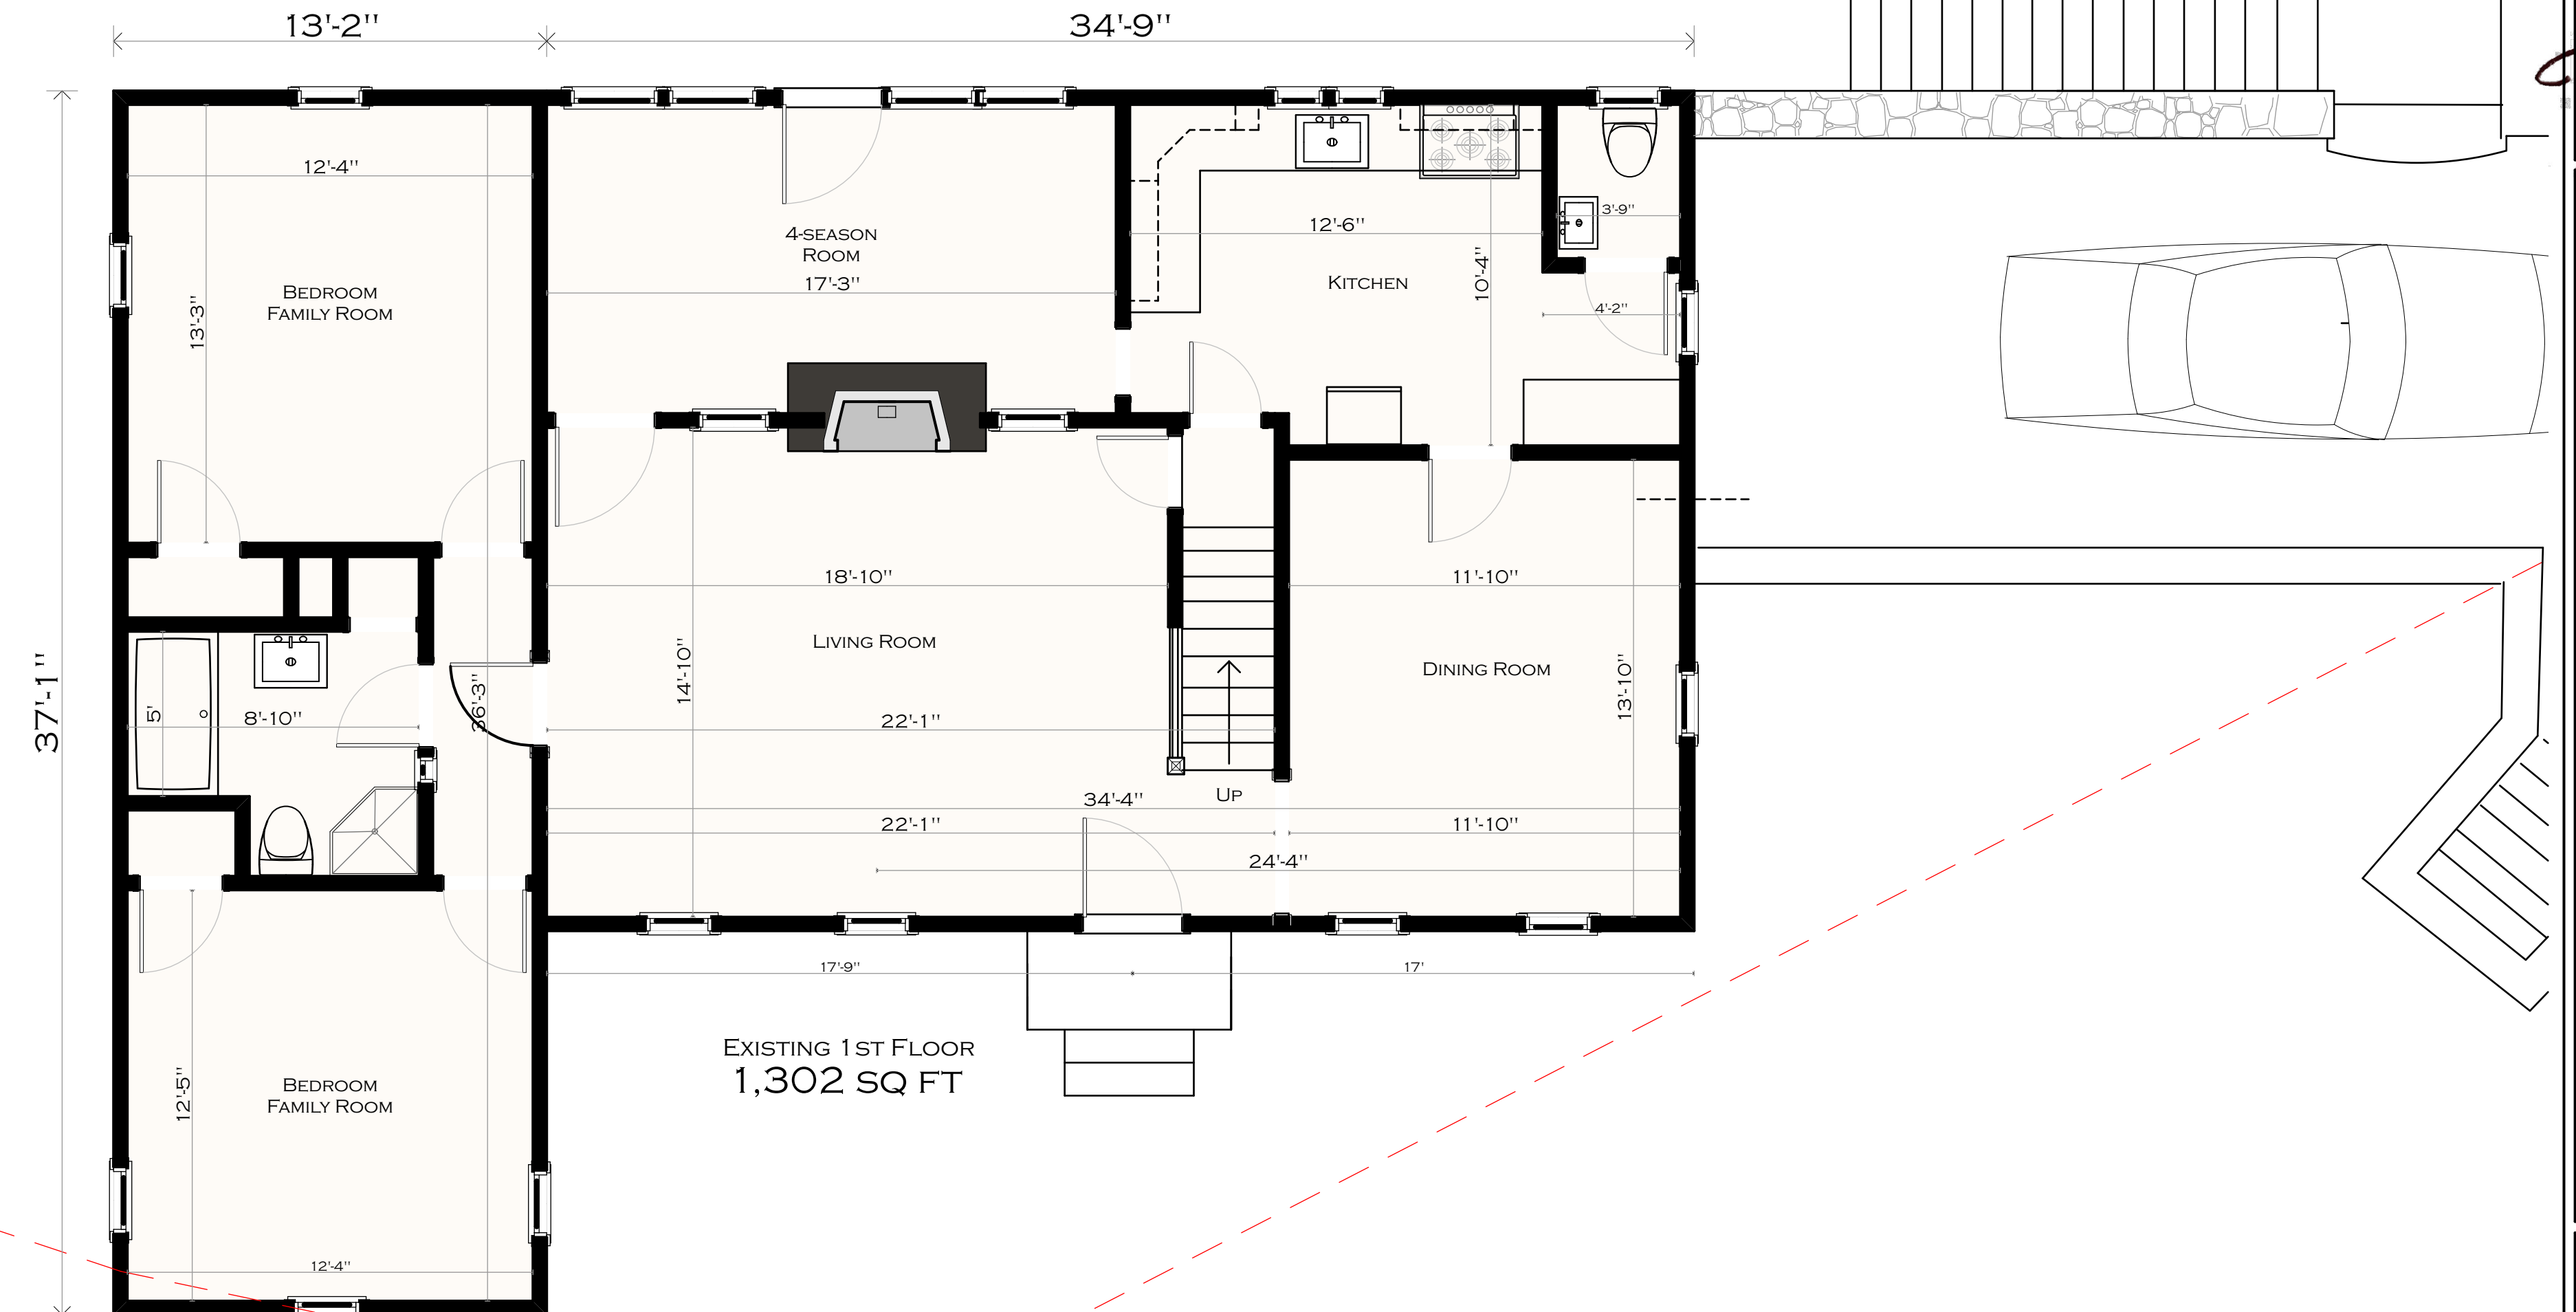 13'-2"
34'-9"
12'-4"
3'-9"
12'-6"
4-season
Room
17'-3"
10'-4"
Kitchen
Bedroom
Family Room
13'-3"
4'-2"
18'-10"
11'-10"
Living Room
14'-10"
Dining Room
13'-10"
37'-1"
5'
8'-10"
36'-3"
22'-1"
Up
34'-4"
22'-1"
11'-10"
24'-4"
17'-9"
17'
Existing 1st Floor
1,302 sq ft
Bedroom
Family Room
12'-5"
12'-4"